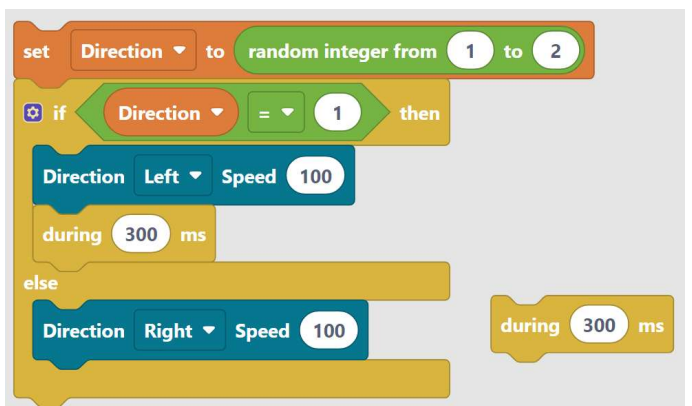 set Direction to random integer from 1 to 2
if Direction = 1 then
Direction Left Speed 100
during 300 ms
else
Direction Right Speed 100
during 300 ms